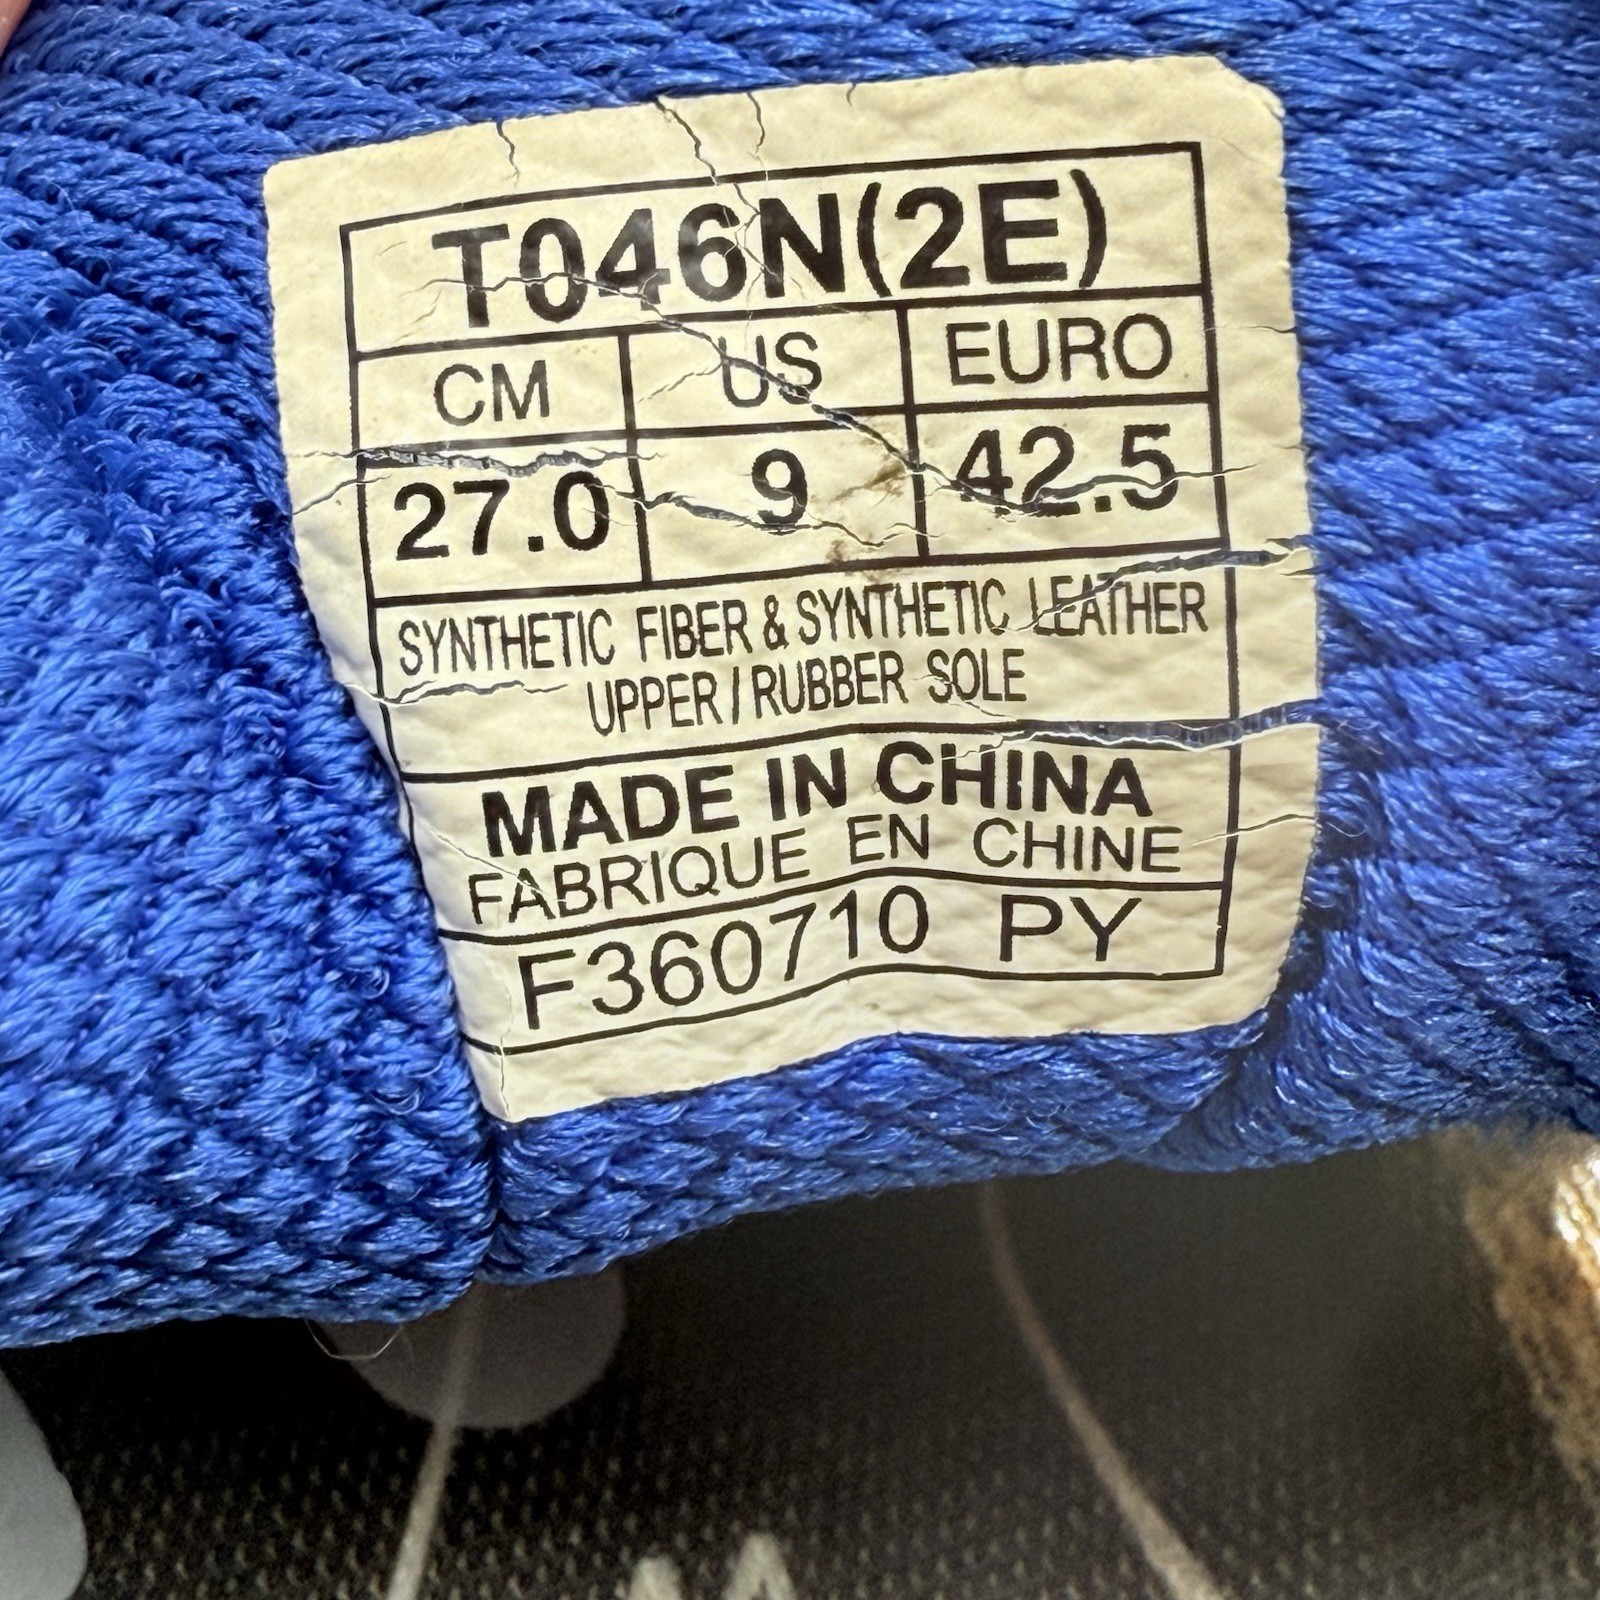 T046N(2E)
CM US EURO
27.0 9 42.5
SYNTHETIC FIBER & SYNTHETIC LEATHER
UPPER / RUBBER SOLE
MADE IN CHINA
FABRIQUE EN CHINE
F360710 PY